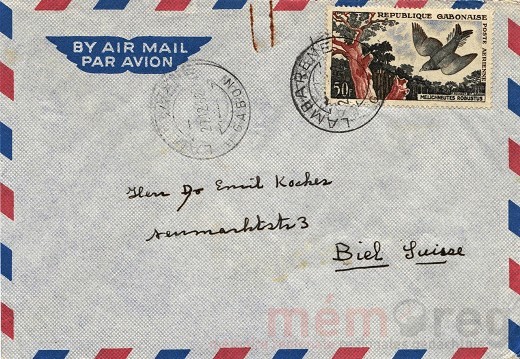 BY AIR MAIL
PAR AVION
REPUBLIQUE GABONAISE
POSTE AERIENNE
50F
MELICHNEUTES ROBUSTUS
LAMBARENE
GABON
Herr Dr Emil Kocher
Neumarktstr 3
Biel Suisse
mémoreg